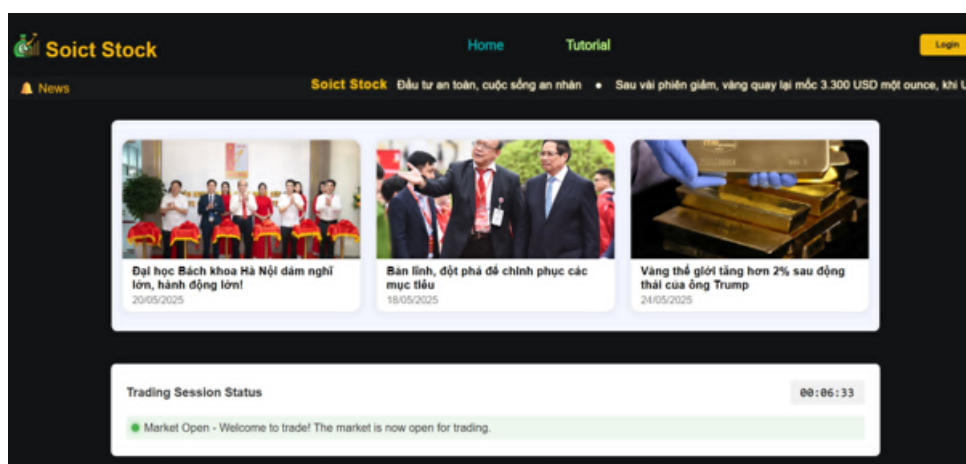 Soict Stock
Home
Tutorial
Login
News
Soict Stock Đầu tư an toàn, cuộc sống an nhàn • Sau vài phiên giảm, vàng quay lại mốc 3.300 USD một ounce, khi
Đại học Bách khoa Hà Nội dám nghĩ
lớn, hành động lớn!
20/05/2025
Bản lĩnh, đột phá để chinh phục các
mục tiêu
18/05/2025
Vàng thế giới tăng hơn 2% sau động
thái của ông Trump
24/05/2025
Trading Session Status
00:06:33
Market Open - Welcome to trade! The market is now open for trading.